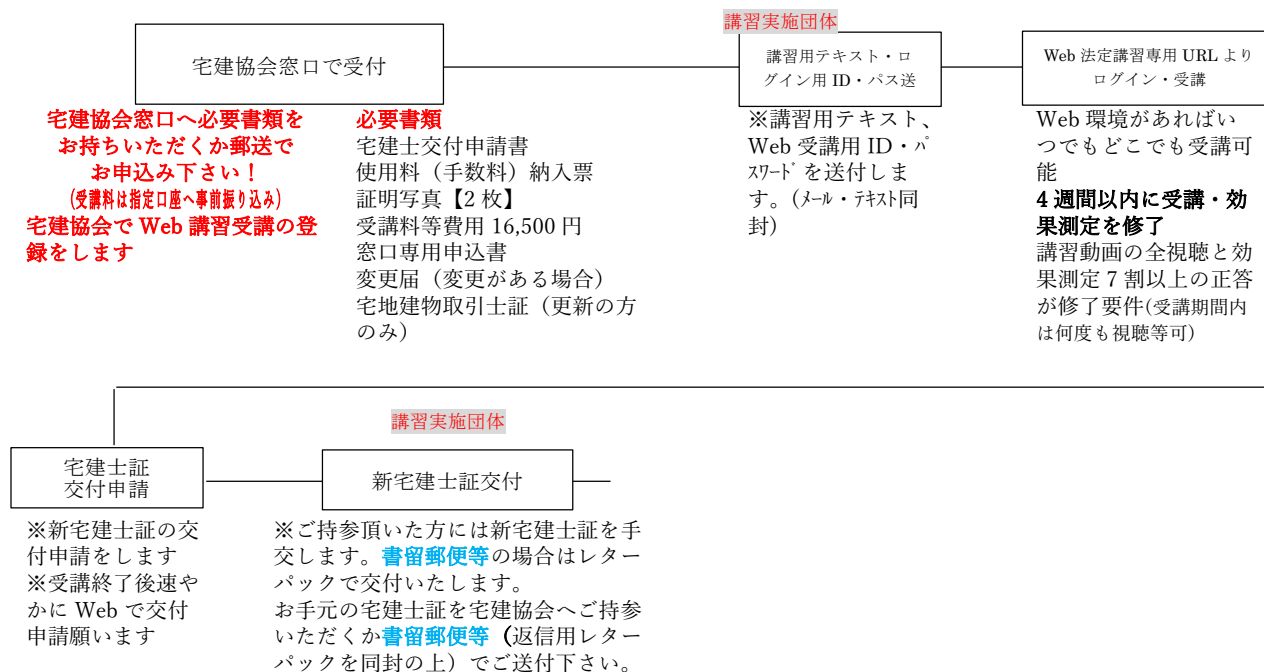 講習実施団体
宅建協会窓口で受付
講習用テキスト・ロ
グイン用 ID・パス送
Web 法定講習専用 URL より
ログイン・受講
宅建協会窓口へ必要書類を
お持ちいただくか郵送で
お申込み下さい！
(受講料は指定口座へ事前振り込み)
宅建協会で Web 講習受講の登
録をします
必要書類
宅建士交付申請書
使用料（手数料）納入票
証明写真【2 枚】
受講料等費用 16,500 円
窓口専用申込書
変更届（変更がある場合）
宅地建物取引士証（更新の方
のみ）
※講習用テキスト、
Web 受講用 ID・ﾊﾟ
ｽﾜｰﾄﾞを送付しま
す。(ﾒｰﾙ・ﾃｷｽﾄ同
封)
Web 環境があればい
つでもどこでも受講可
能
4 週間以内に受講・効
果測定を修了
講習動画の全視聴と効
果測定 7 割以上の正答
が修了要件(受講期間内
は何度も視聴等可)
講習実施団体
宅建士証
交付申請
新宅建士証交付
※新宅建士証の交
付申請をします
※受講終了後速や
かに Web で交付
申請願います
※ご持参頂いた方には新宅建士証を手
交します。書留郵便等の場合はレター
パックで交付いたします。
お手元の宅建士証を宅建協会へご持参
いただくか書留郵便等（返信用レター
パックを同封の上）でご送付下さい。